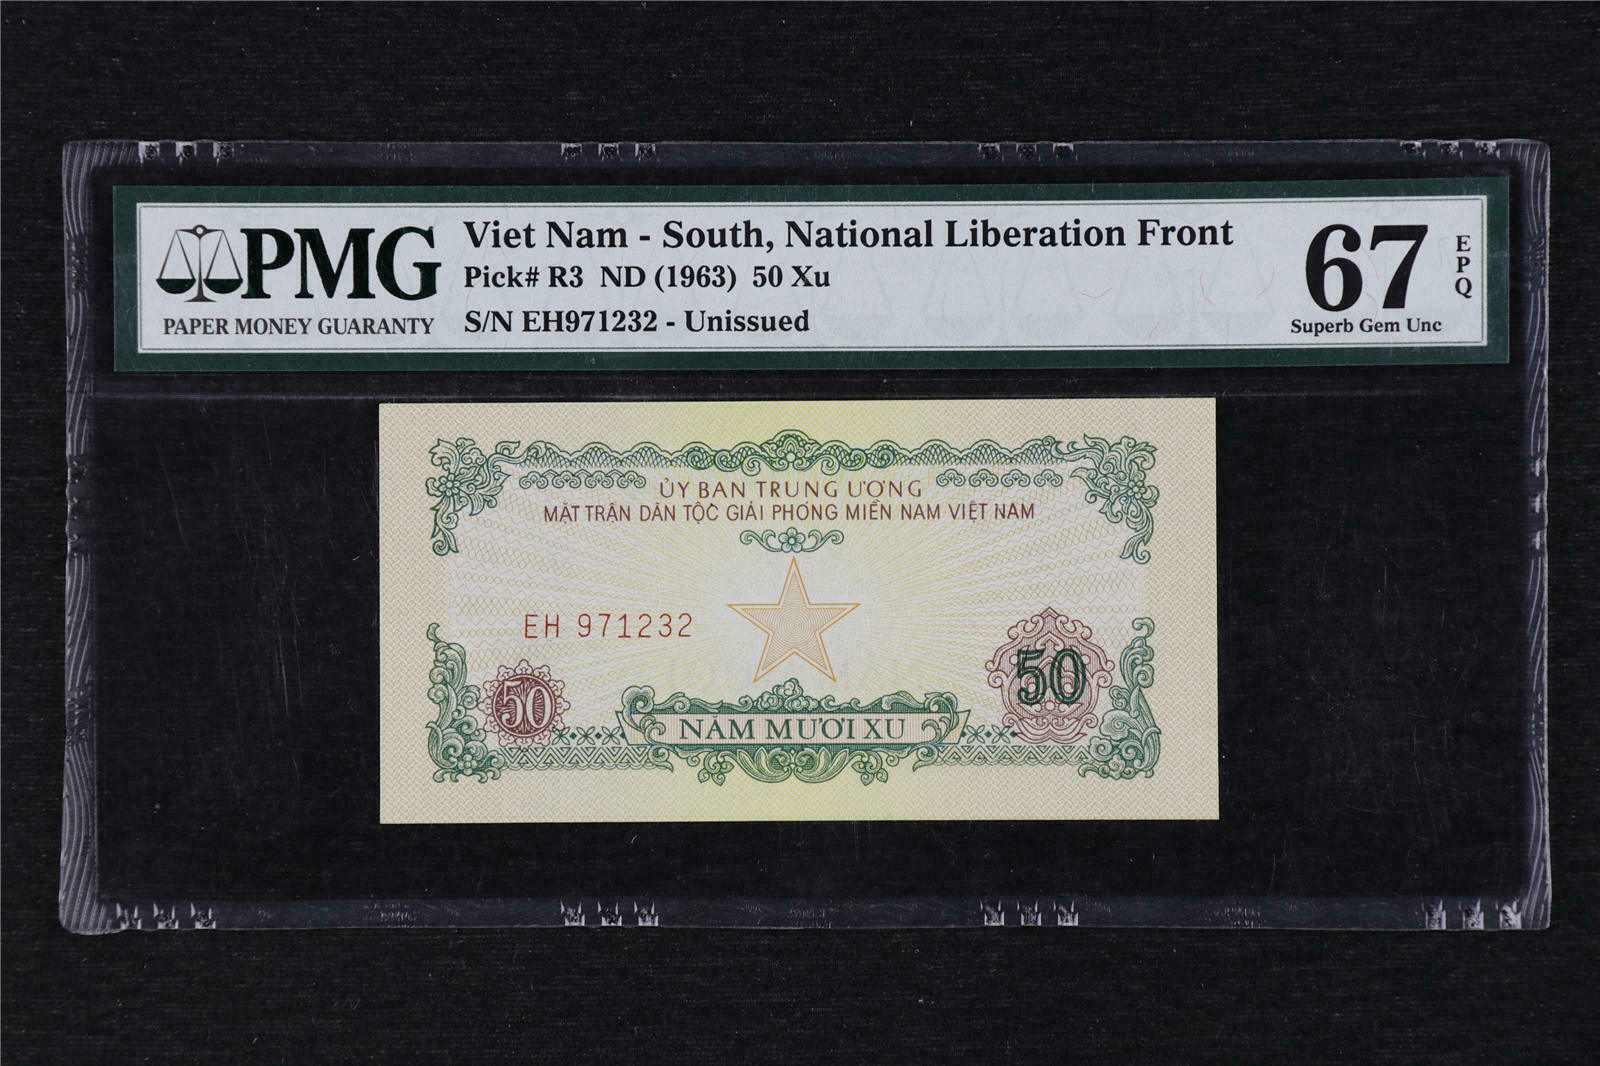 PMG
PAPER MONEY GUARANTY
Viet Nam - South, National Liberation Front
Pick# R3 ND (1963) 50 Xu
S/N EH971232 - Unissued
67
EPQ
Superb Gem Unc
ỦY BAN TRUNG ƯƠNG
MẶT TRẬN DÂN TỘC GIẢI PHÓNG MIỀN NAM VIỆT NAM
EH 971232
50
50
NĂM MƯƠI XU